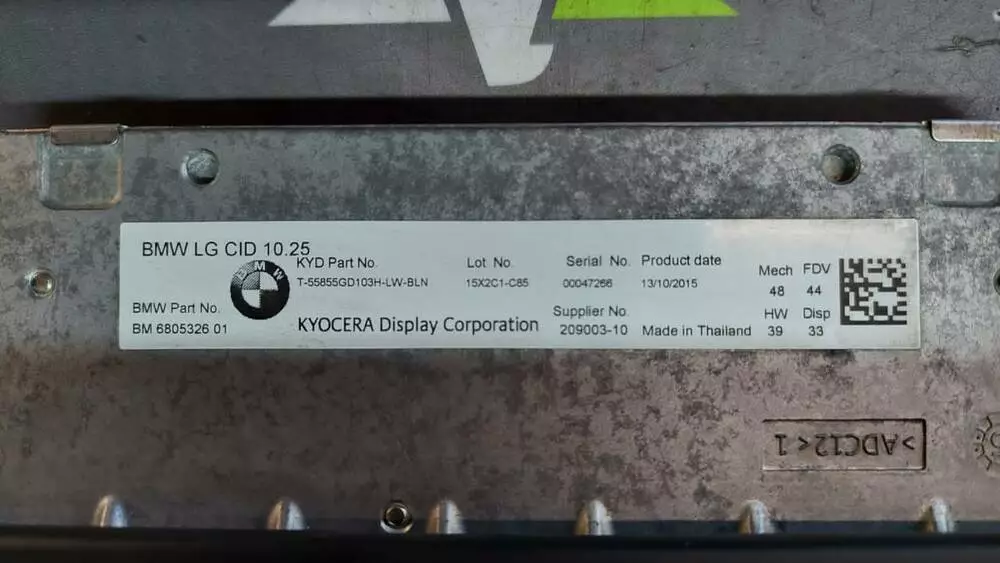 BMW LG CID 10.25
KYD Part No.
T-55855GD103H-LW-BLN
Lot No.
15X2C1-C85
Serial No.
00047266
Product date
13/10/2015
Mech FDV
48 44
HW Disp
39 33
BMW
BMW Part No.
BM 6805326 01
KYOCERA Display Corporation
Supplier No.
209003-10
Made in Thailand
>ADC12<1